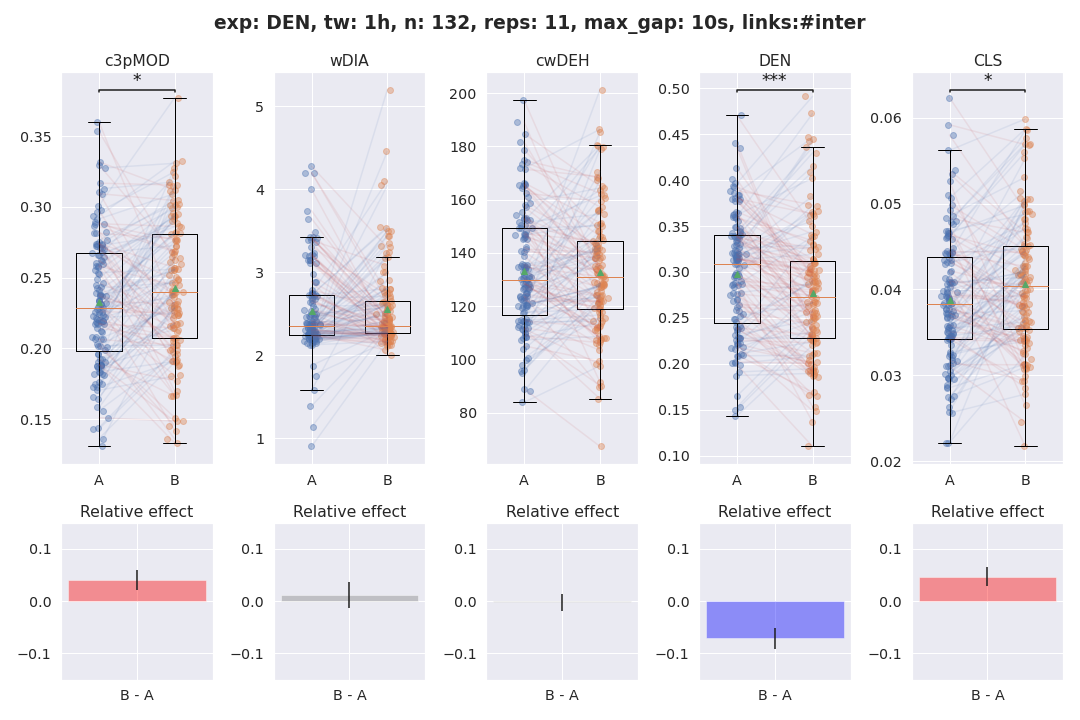 exp: DEN, tw: 1h, n: 132, reps: 11, max_gap: 10s, links:#inter
c3pMOD
wDIA
cwDEH
DEN
CLS
*
***
*
0.35
0.30
0.25
0.20
0.15
A
B
5
4
3
2
1
A
B
200
180
160
140
120
100
80
A
B
0.50
0.45
0.40
0.35
0.30
0.25
0.20
0.15
0.10
A
B
0.06
0.05
0.04
0.03
0.02
A
B
Relative effect
0.1
0.0
−0.1
B - A
Relative effect
0.1
0.0
−0.1
B - A
Relative effect
0.1
0.0
−0.1
B - A
Relative effect
0.1
0.0
−0.1
B - A
Relative effect
0.1
0.0
−0.1
B - A